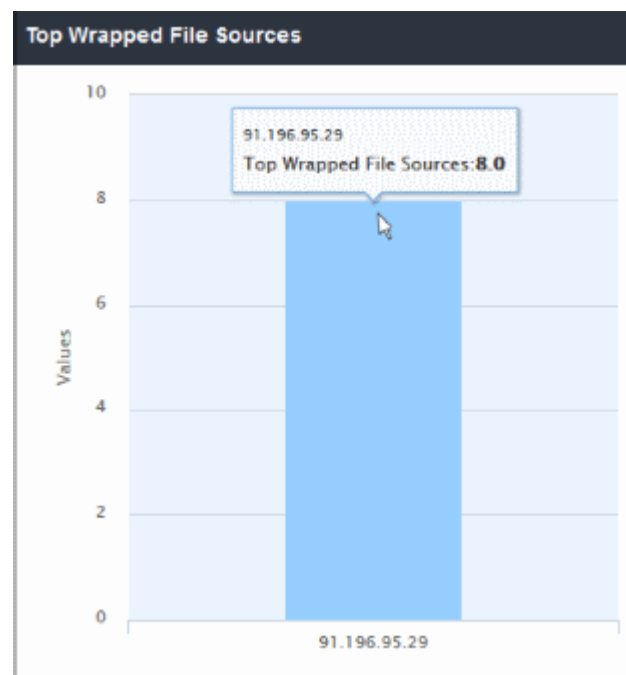 Top Wrapped File Sources
10
91.196.95.29
Top Wrapped File Sources:8.0
8
6
Values
4
2
0
91.196.95.29